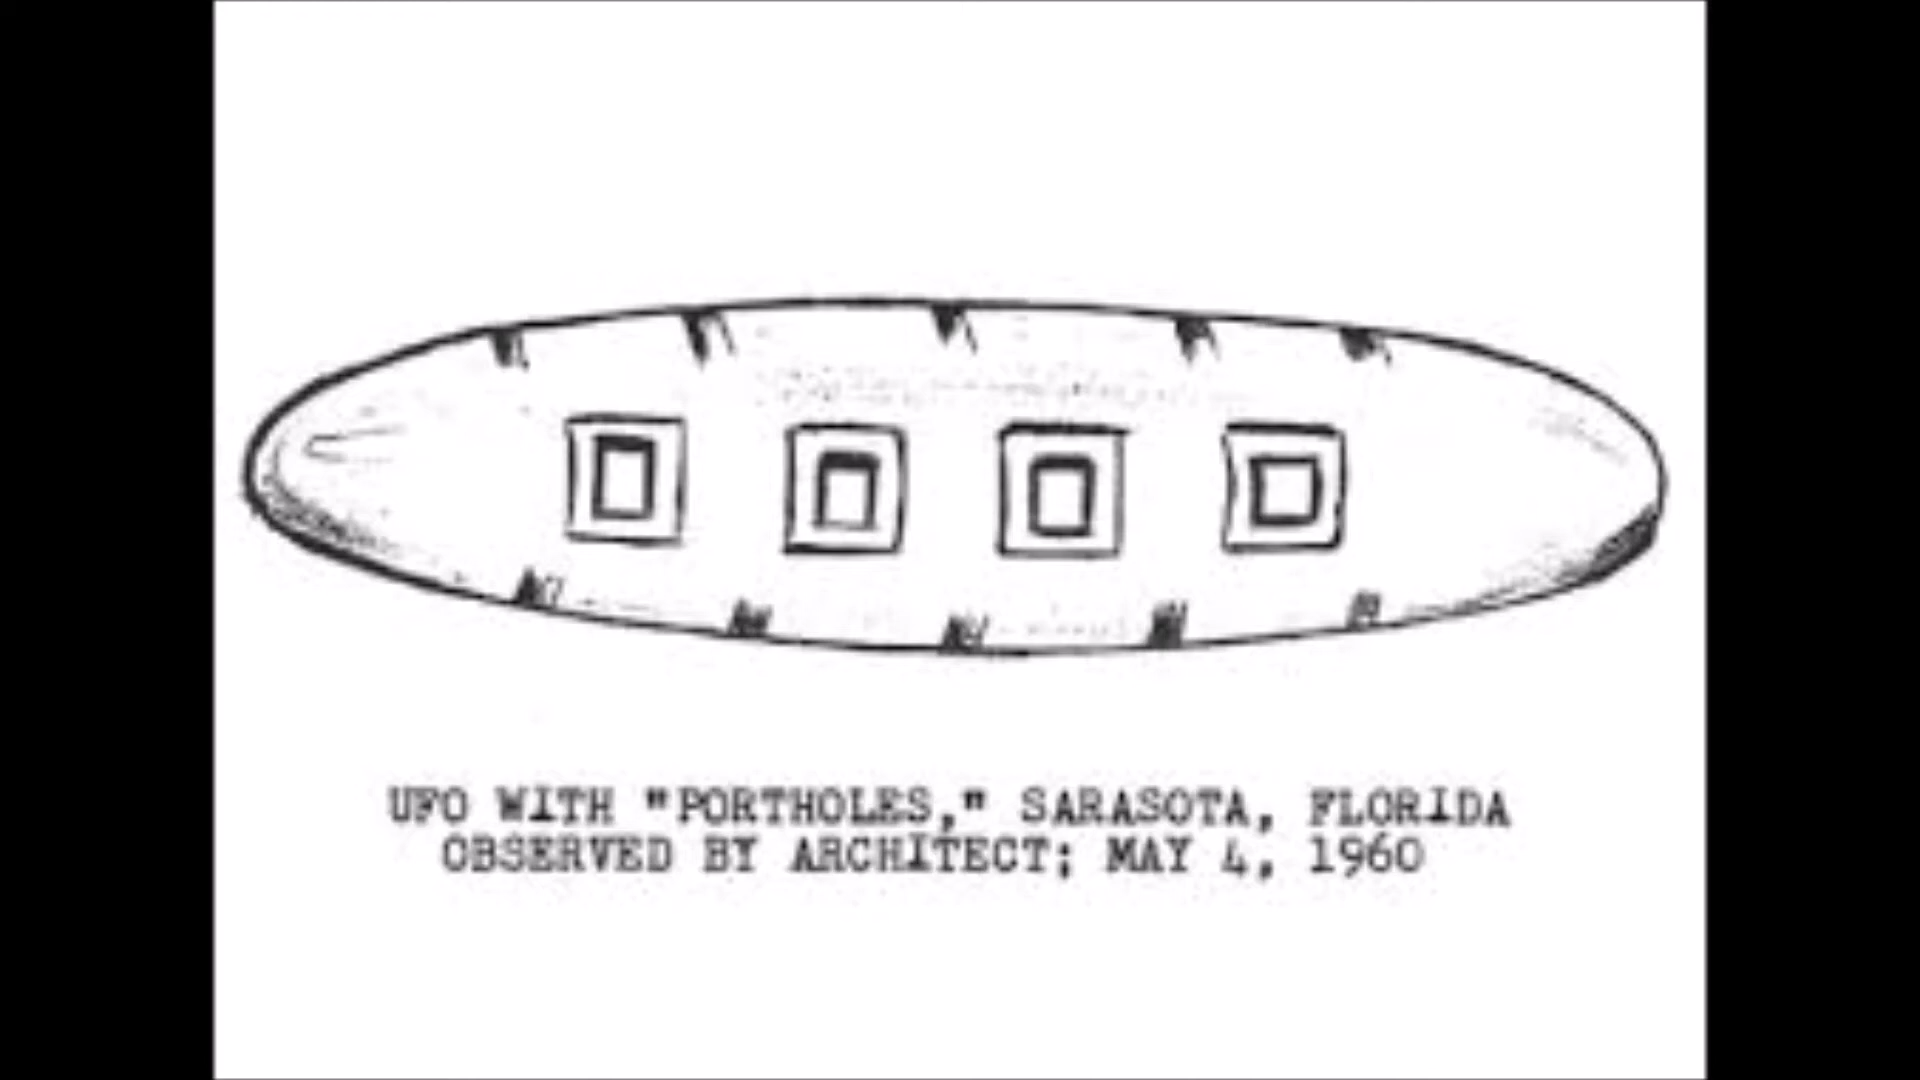 UFO WITH "PORTHOLES," SARASOTA, FLORIDA
OBSERVED BY ARCHITECT; MAY 4, 1960